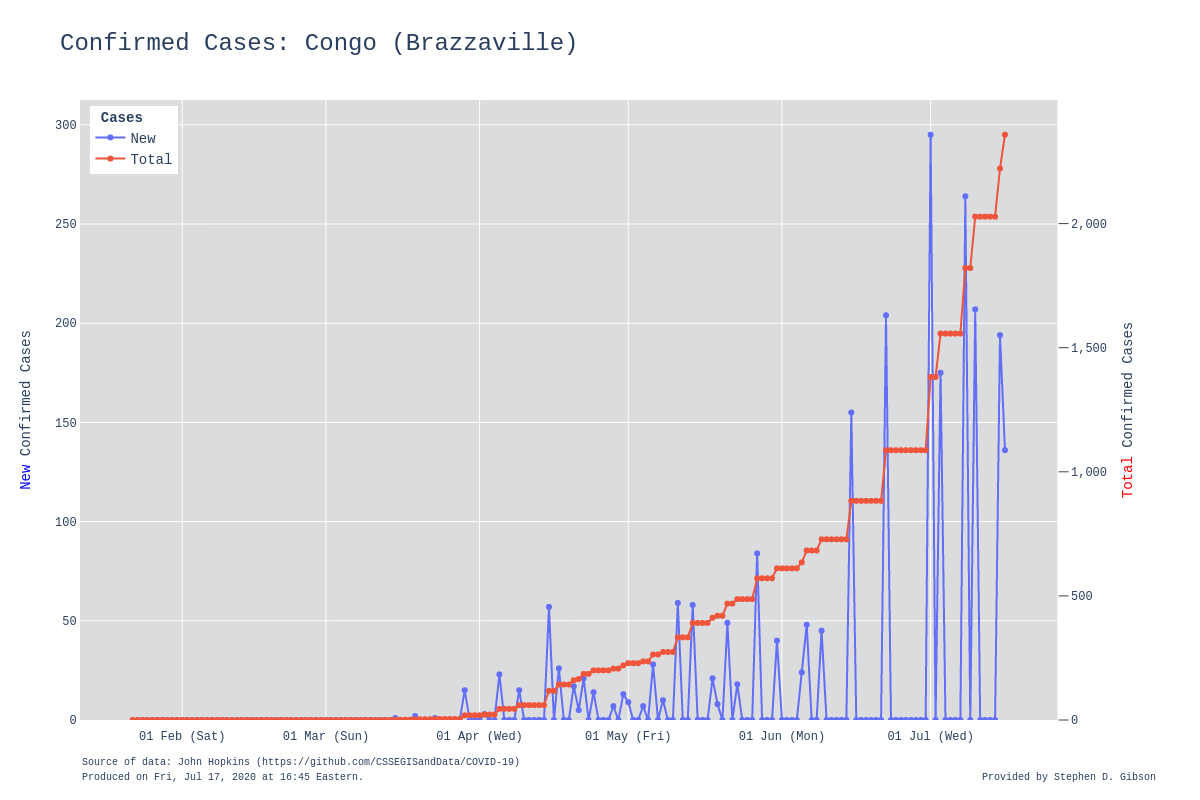 Confirmed Cases: Congo (Brazzaville)
Cases
New
Total
300
250
200
150
100
50
0
2,000
1,500
1,000
500
0
New Confirmed Cases
Total Confirmed Cases
01 Feb (Sat)
01 Mar (Sun)
01 Apr (Wed)
01 May (Fri)
01 Jun (Mon)
01 Jul (Wed)
Source of data: John Hopkins (https://github.com/CSSEGISandData/COVID-19)
Produced on Fri, Jul 17, 2020 at 16:45 Eastern.
Provided by Stephen D. Gibson